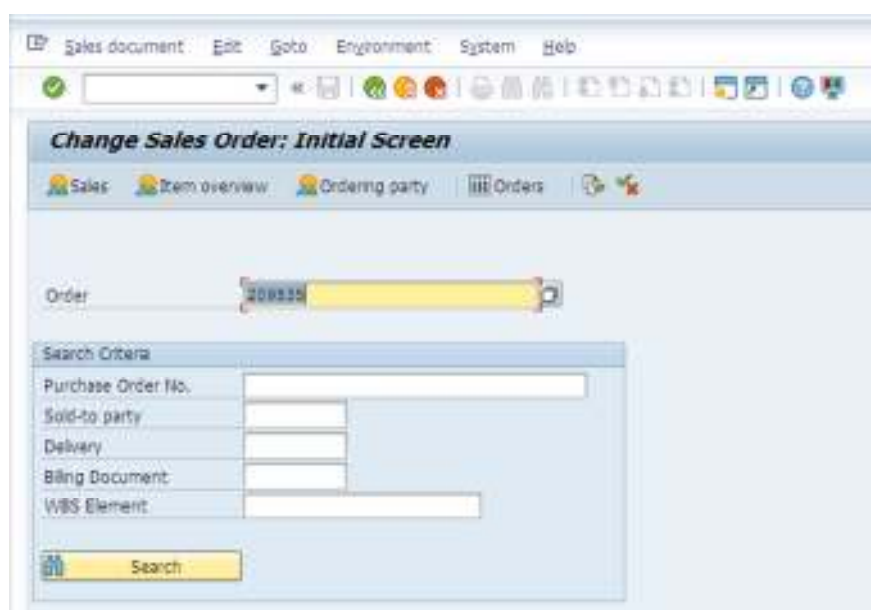 Sales document Edit Goto Environment System Help
Change Sales Order: Initial Screen
Sales Item overview Ordering party Orders
Order
Search Criteria
Purchase Order No.
Sold-to party
Delivery
Billing Document
WBS Element
Search